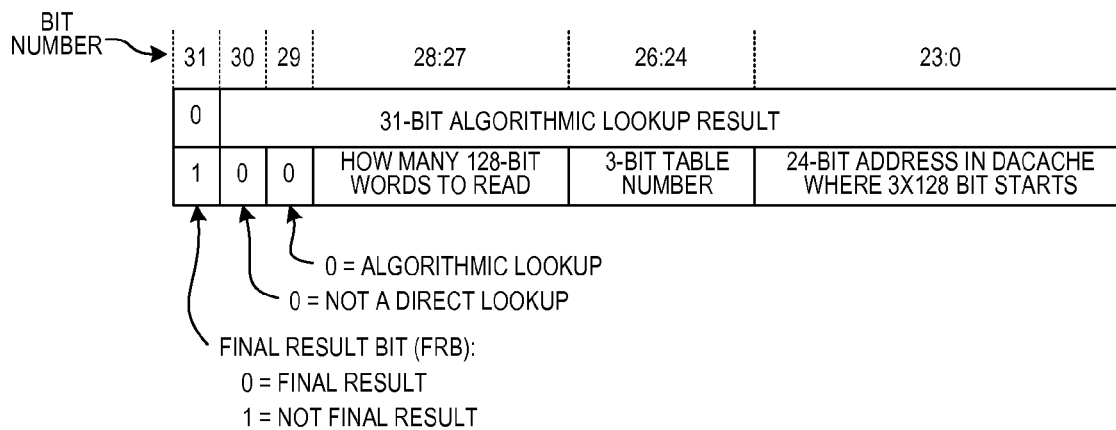 BIT
NUMBER
31 30 29 28:27 26:24 23:0
0 31-BIT ALGORITHMIC LOOKUP RESULT
1 0 0 HOW MANY 128-BIT WORDS TO READ 3-BIT TABLE NUMBER 24-BIT ADDRESS IN DACACHE WHERE 3X128 BIT STARTS
0 = ALGORITHMIC LOOKUP
0 = NOT A DIRECT LOOKUP
FINAL RESULT BIT (FRB):
0 = FINAL RESULT
1 = NOT FINAL RESULT